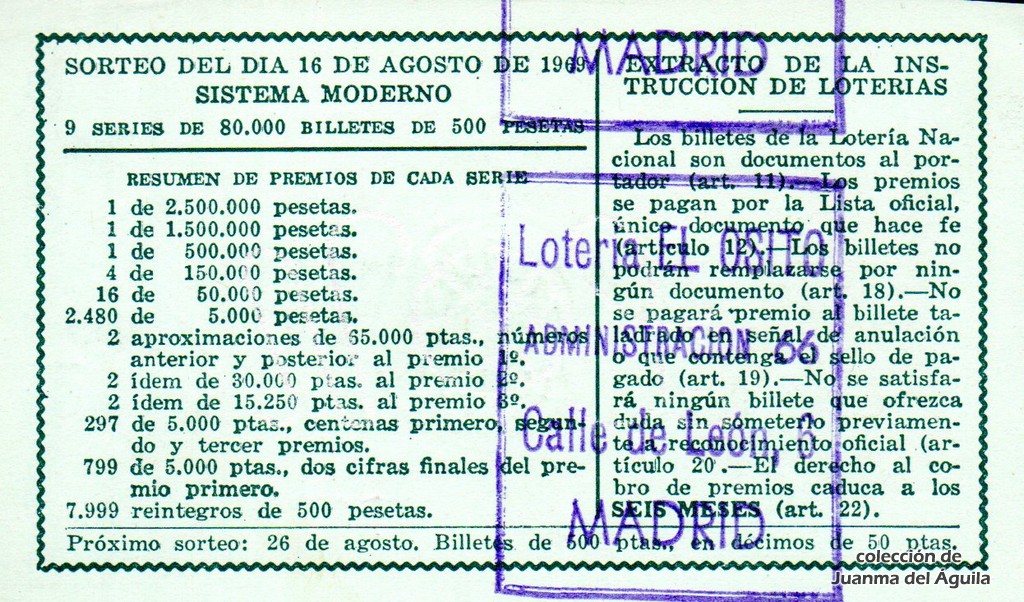 SORTEO DEL DIA 16 DE AGOSTO DE 1969
SISTEMA MODERNO
9 SERIES DE 80.000 BILLETES DE 500 PESETAS
RESUMEN DE PREMIOS DE CADA SERIE
1 de 2.500.000 pesetas.
1 de 1.500.000 pesetas.
1 de 500.000 pesetas.
4 de 150.000 pesetas.
16 de 50.000 pesetas.
2.480 de 5.000 pesetas.
2 aproximaciones de 65.000 ptas., números
anterior y posterior al premio 1º.
2 ídem de 30.000 ptas. al premio 2º.
2 ídem de 15.250 ptas. al premio 3º.
297 de 5.000 ptas., centenas primero, segun-
do y tercer premios.
799 de 5.000 ptas., dos cifras finales del pre-
mio primero.
7.999 reintegros de 500 pesetas.
EXTRACTO DE LA INS-
TRUCCION DE LOTERIAS
Los billetes de la Lotería Na-
cional son documentos al por-
tador (art. 11).—Los premios
se pagan por la Lista oficial,
único documento que hace fe
(artículo 12).—Los billetes no
podrán remplazarse por nin-
gún documento (art. 18).—No
se pagará premio al billete ta-
ladrado en señal de anulación
o que contenga el sello de pa-
gado (art. 19).—No se satisfa-
rá ningún billete que ofrezca
duda sin someterlo previamen-
te a reconocimiento oficial (ar-
tículo 20.—El derecho al co-
bro de premios caduca a los
SEIS MESES (art. 22).
Próximo sorteo: 26 de agosto. Billetes de 500 ptas., en décimos de 50 ptas.
MADRID
Lotería EL OSITO
ADMINISTRACION 66
Calle de León, 6
MADRID
colección de
Juanma del Águila